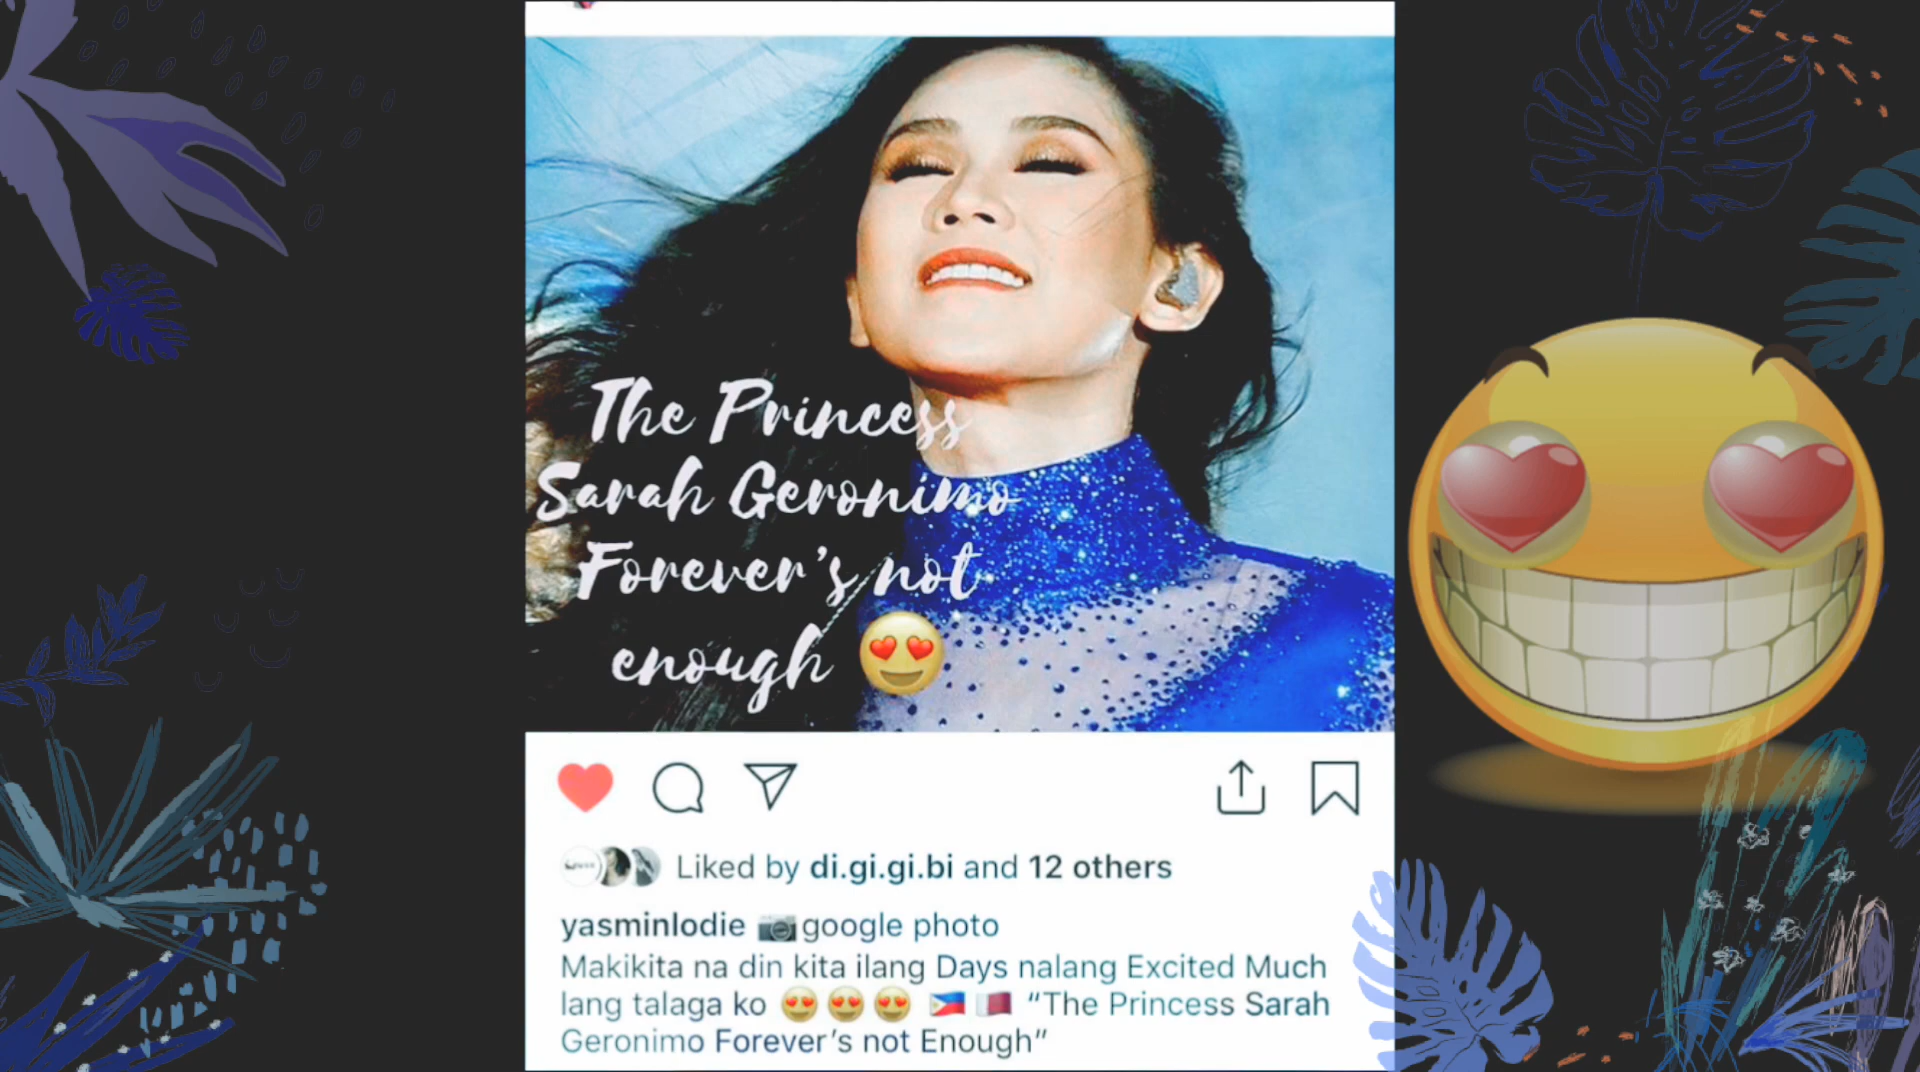 The Princess
Sarah Geronimo
Forever's not
enough 😍
Liked by di.gi.gi.bi and 12 others
yasminlodie 📷google photo
Makikita na din kita ilang Days nalang Excited Much
lang talaga ko 😍😍😍 🇵🇭🇶🇦 “The Princess Sarah
Geronimo Forever's not Enough”